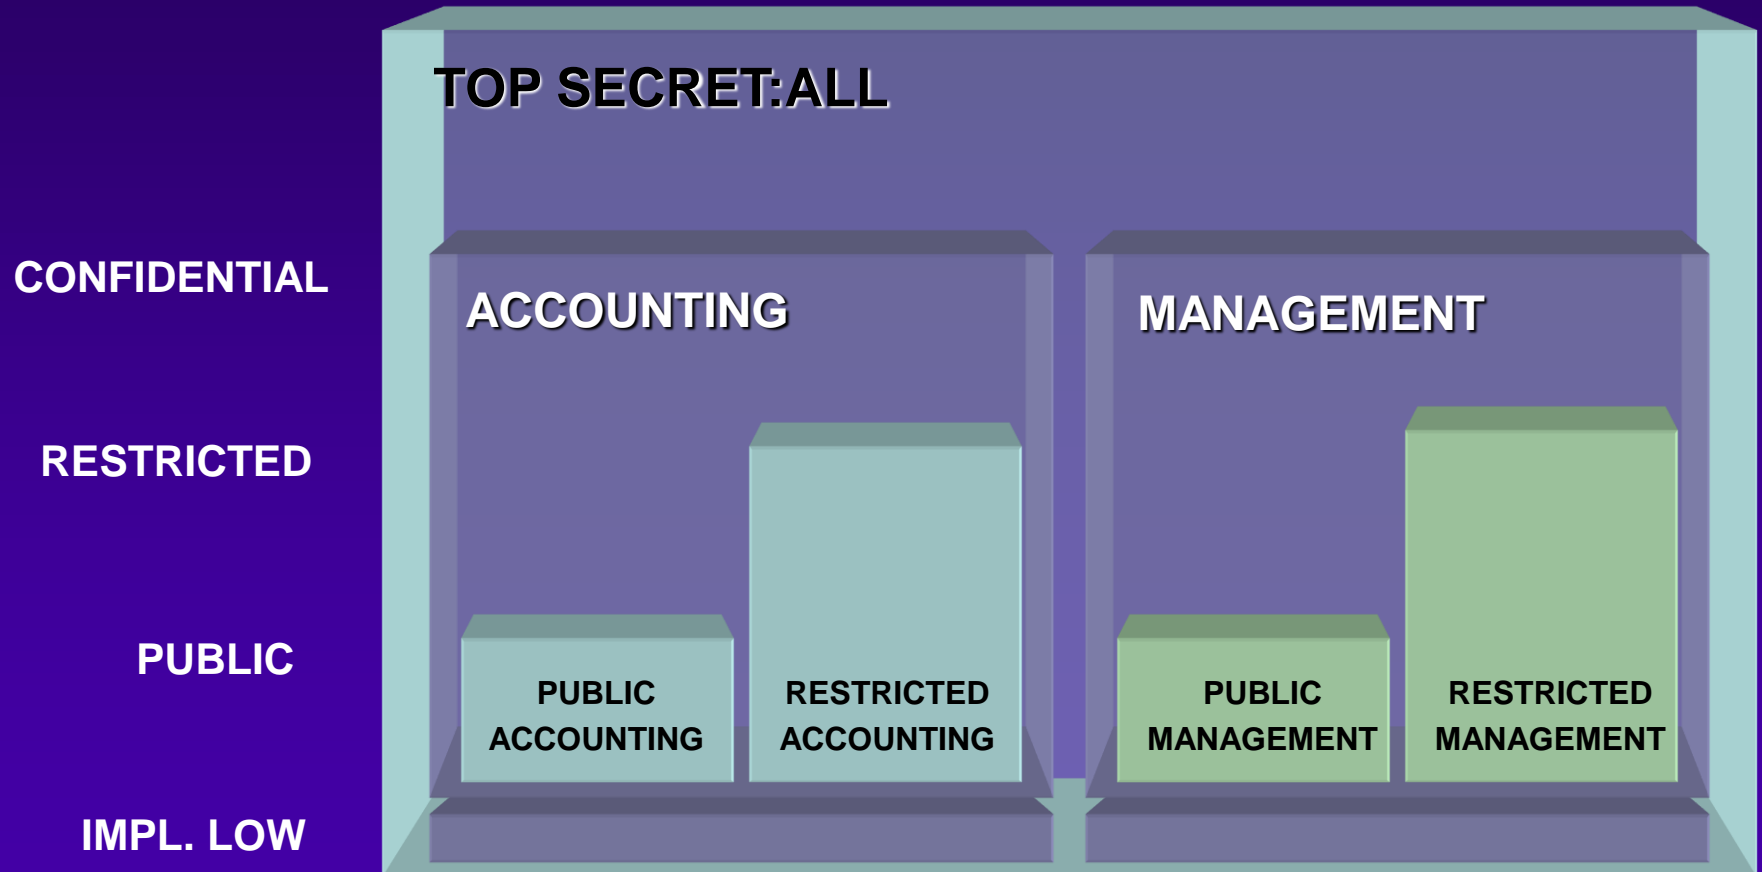 TOP SECRET:ALL
CONFIDENTIAL
ACCOUNTING
MANAGEMENT
RESTRICTED
PUBLIC
PUBLIC
ACCOUNTING
RESTRICTED
ACCOUNTING
PUBLIC
MANAGEMENT
RESTRICTED
MANAGEMENT
IMPL. LOW